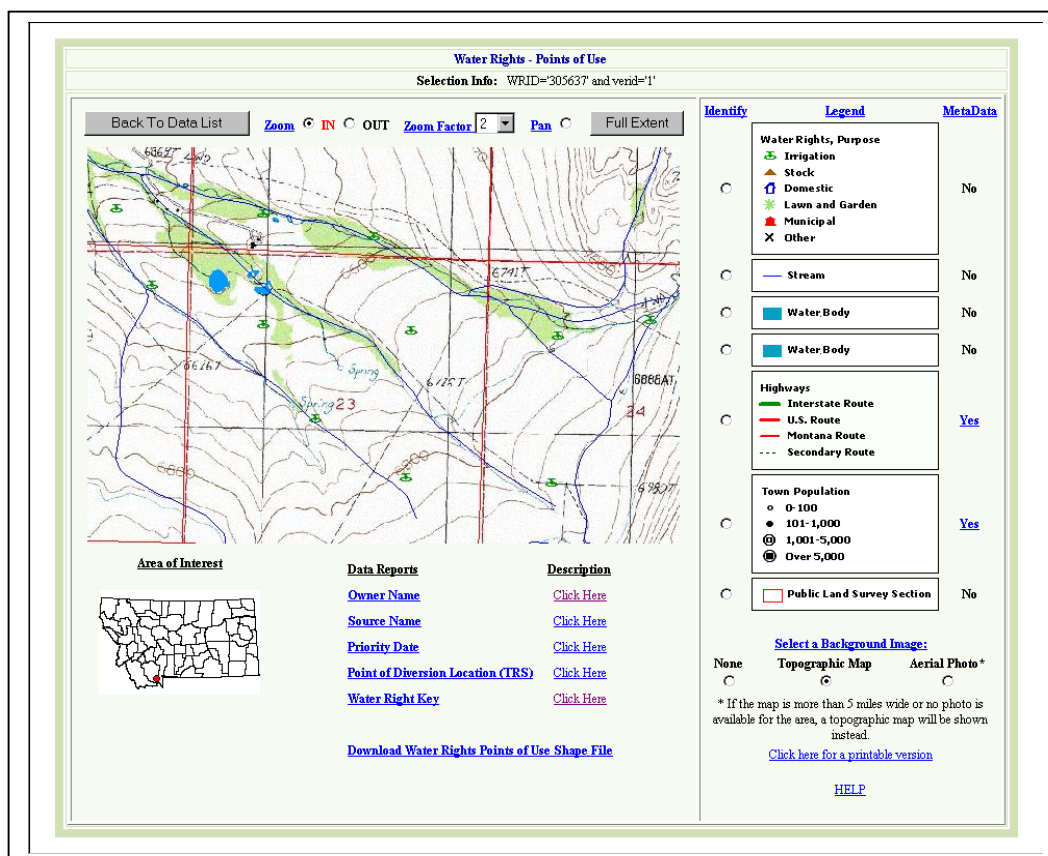 Water Rights - Points of Use
Selection Info: WRID='305637' and verid='1'
Back To Data List Zoom IN OUT Zoom Factor 2 Pan Full Extent
Identify Legend MetaData
Water Rights, Purpose
Irrigation
Stock
Domestic
Lawn and Garden
Municipal
Other
No
Stream No
Water Body No
Water Body No
Highways
Interstate Route
U.S. Route
Montana Route
Secondary Route
Yes
Town Population
0-100
101-1,000
1,001-5,000
Over 5,000
Yes
Public Land Survey Section No
6741T
6616T
Spring
Spring
23
24
6886AT
Area of Interest
Data Reports Description
Owner Name Click Here
Source Name Click Here
Priority Date Click Here
Point of Diversion Location (TRS) Click Here
Water Right Key Click Here
Download Water Rights Points of Use Shape File
Select a Background Image:
None Topographic Map Aerial Photo*
* If the map is more than 5 miles wide or no photo is
available for the area, a topographic map will be shown
instead.
Click here for a printable version
HELP